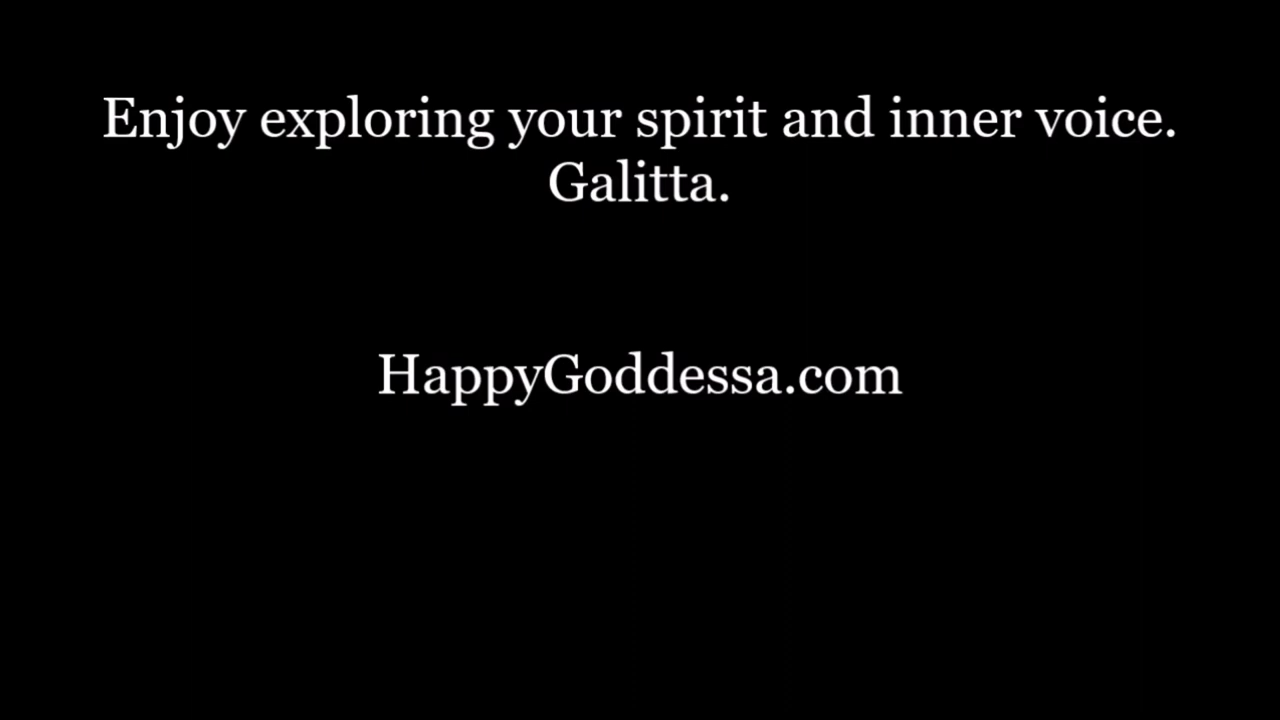 Enjoy exploring your spirit and inner voice.
Galitta.
HappyGoddessa.com